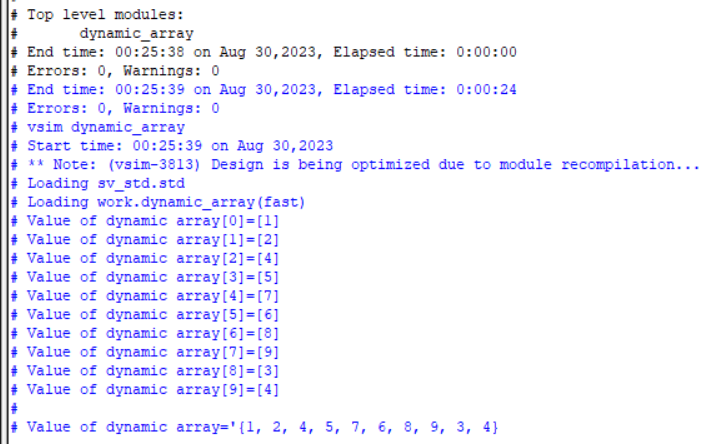 # Top level modules:
#       dynamic_array
# End time: 00:25:38 on Aug 30,2023, Elapsed time: 0:00:00
# Errors: 0, Warnings: 0
# End time: 00:25:39 on Aug 30,2023, Elapsed time: 0:00:24
# Errors: 0, Warnings: 0
# vsim dynamic_array
# Start time: 00:25:39 on Aug 30,2023
# ** Note: (vsim-3813) Design is being optimized due to module recompilation...
# Loading sv_std.std
# Loading work.dynamic_array(fast)
# Value of dynamic array[0]=[1]
# Value of dynamic array[1]=[2]
# Value of dynamic array[2]=[4]
# Value of dynamic array[3]=[5]
# Value of dynamic array[4]=[7]
# Value of dynamic array[5]=[6]
# Value of dynamic array[6]=[8]
# Value of dynamic array[7]=[9]
# Value of dynamic array[8]=[3]
# Value of dynamic array[9]=[4]
#
# Value of dynamic array='{1, 2, 4, 5, 7, 6, 8, 9, 3, 4}